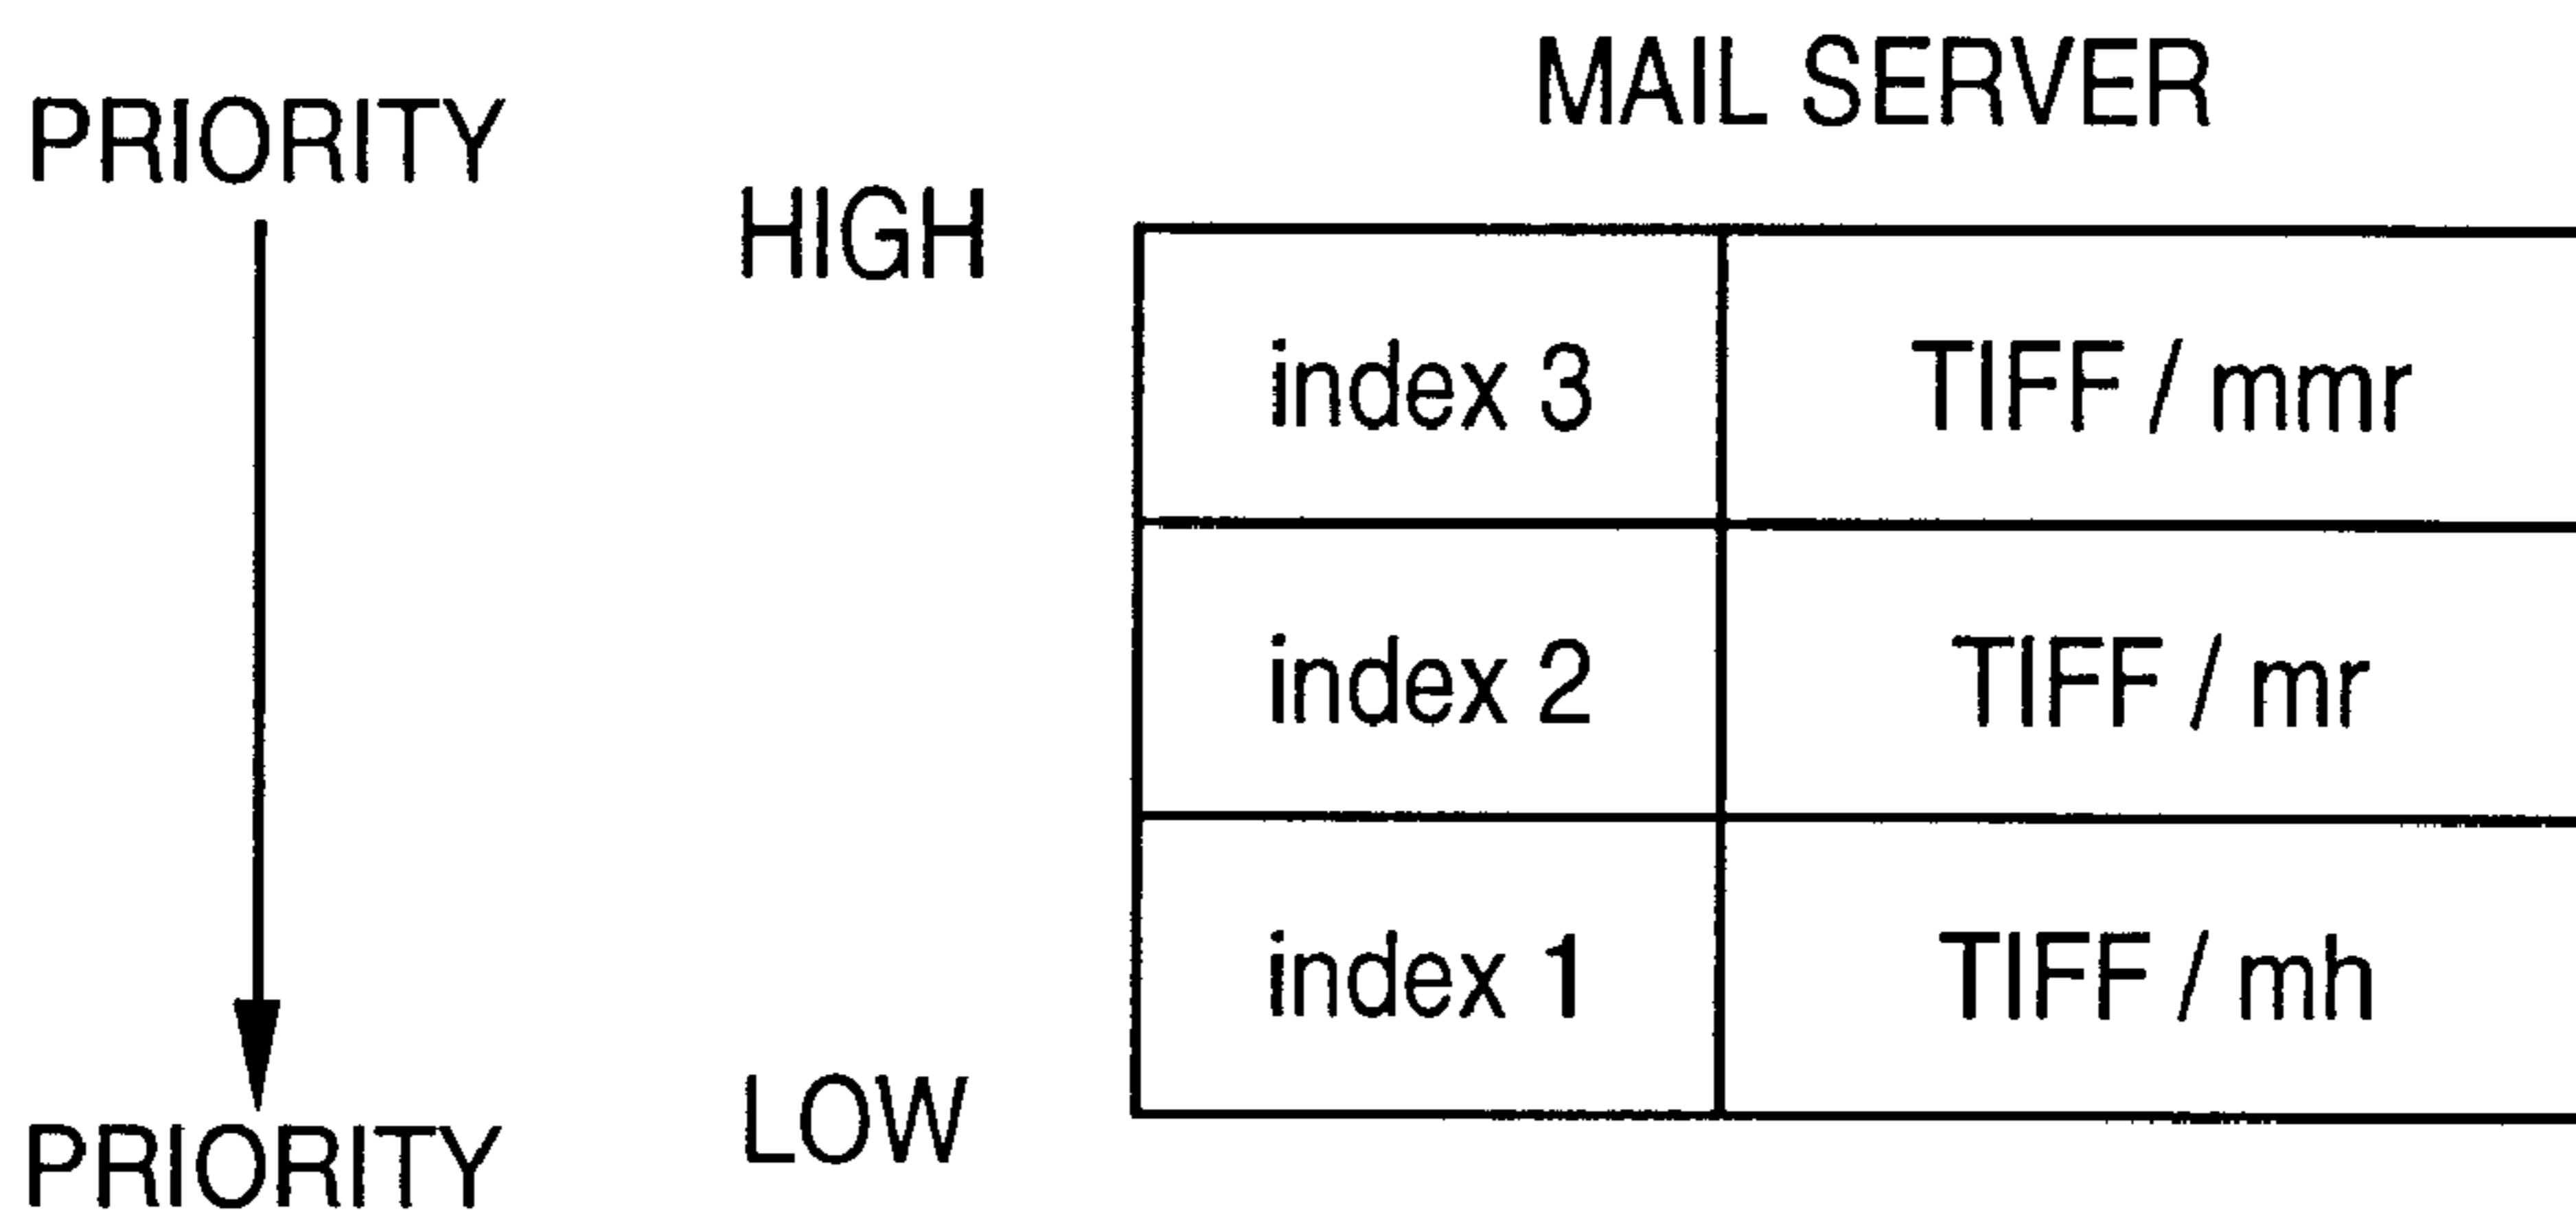 MAIL SERVER
PRIORITY
HIGH
index 3 TIFF / mmr
index 2 TIFF / mr
index 1 TIFF / mh
LOW
PRIORITY